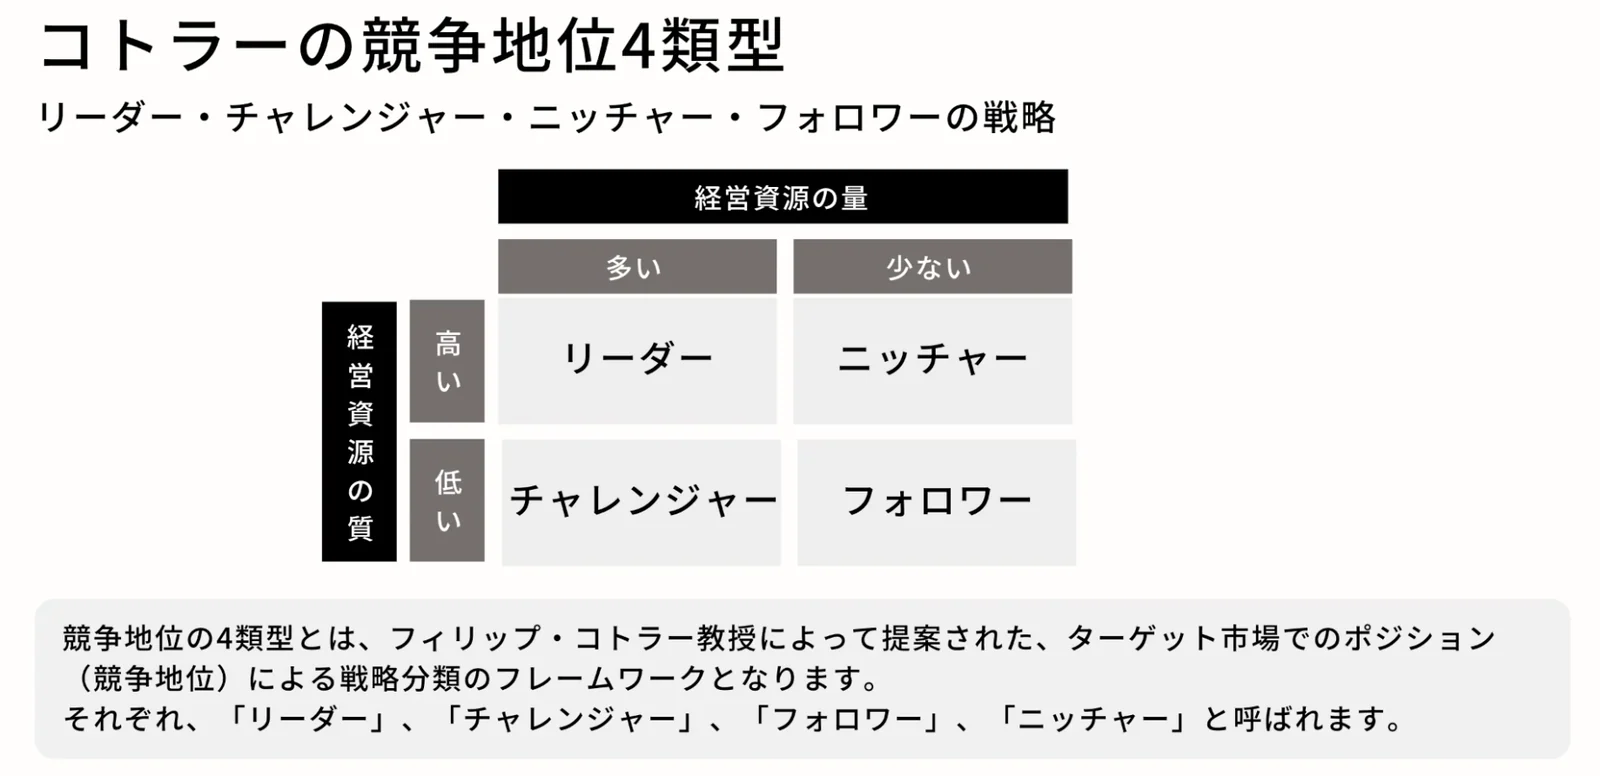 コトラーの競争地位4類型
リーダー・チャレンジャー・ニッチャー・フォロワーの戦略
経営資源の量
多い
少ない
経営資源の質
高い
リーダー
ニッチャー
低い
チャレンジャー
フォロワー
競争地位の4類型とは、フィリップ・コトラー教授によって提案された、ターゲット市場でのポジション
（競争地位）による戦略分類のフレームワークとなります。
それぞれ、「リーダー」、「チャレンジャー」、「フォロワー」、「ニッチャー」と呼ばれます。